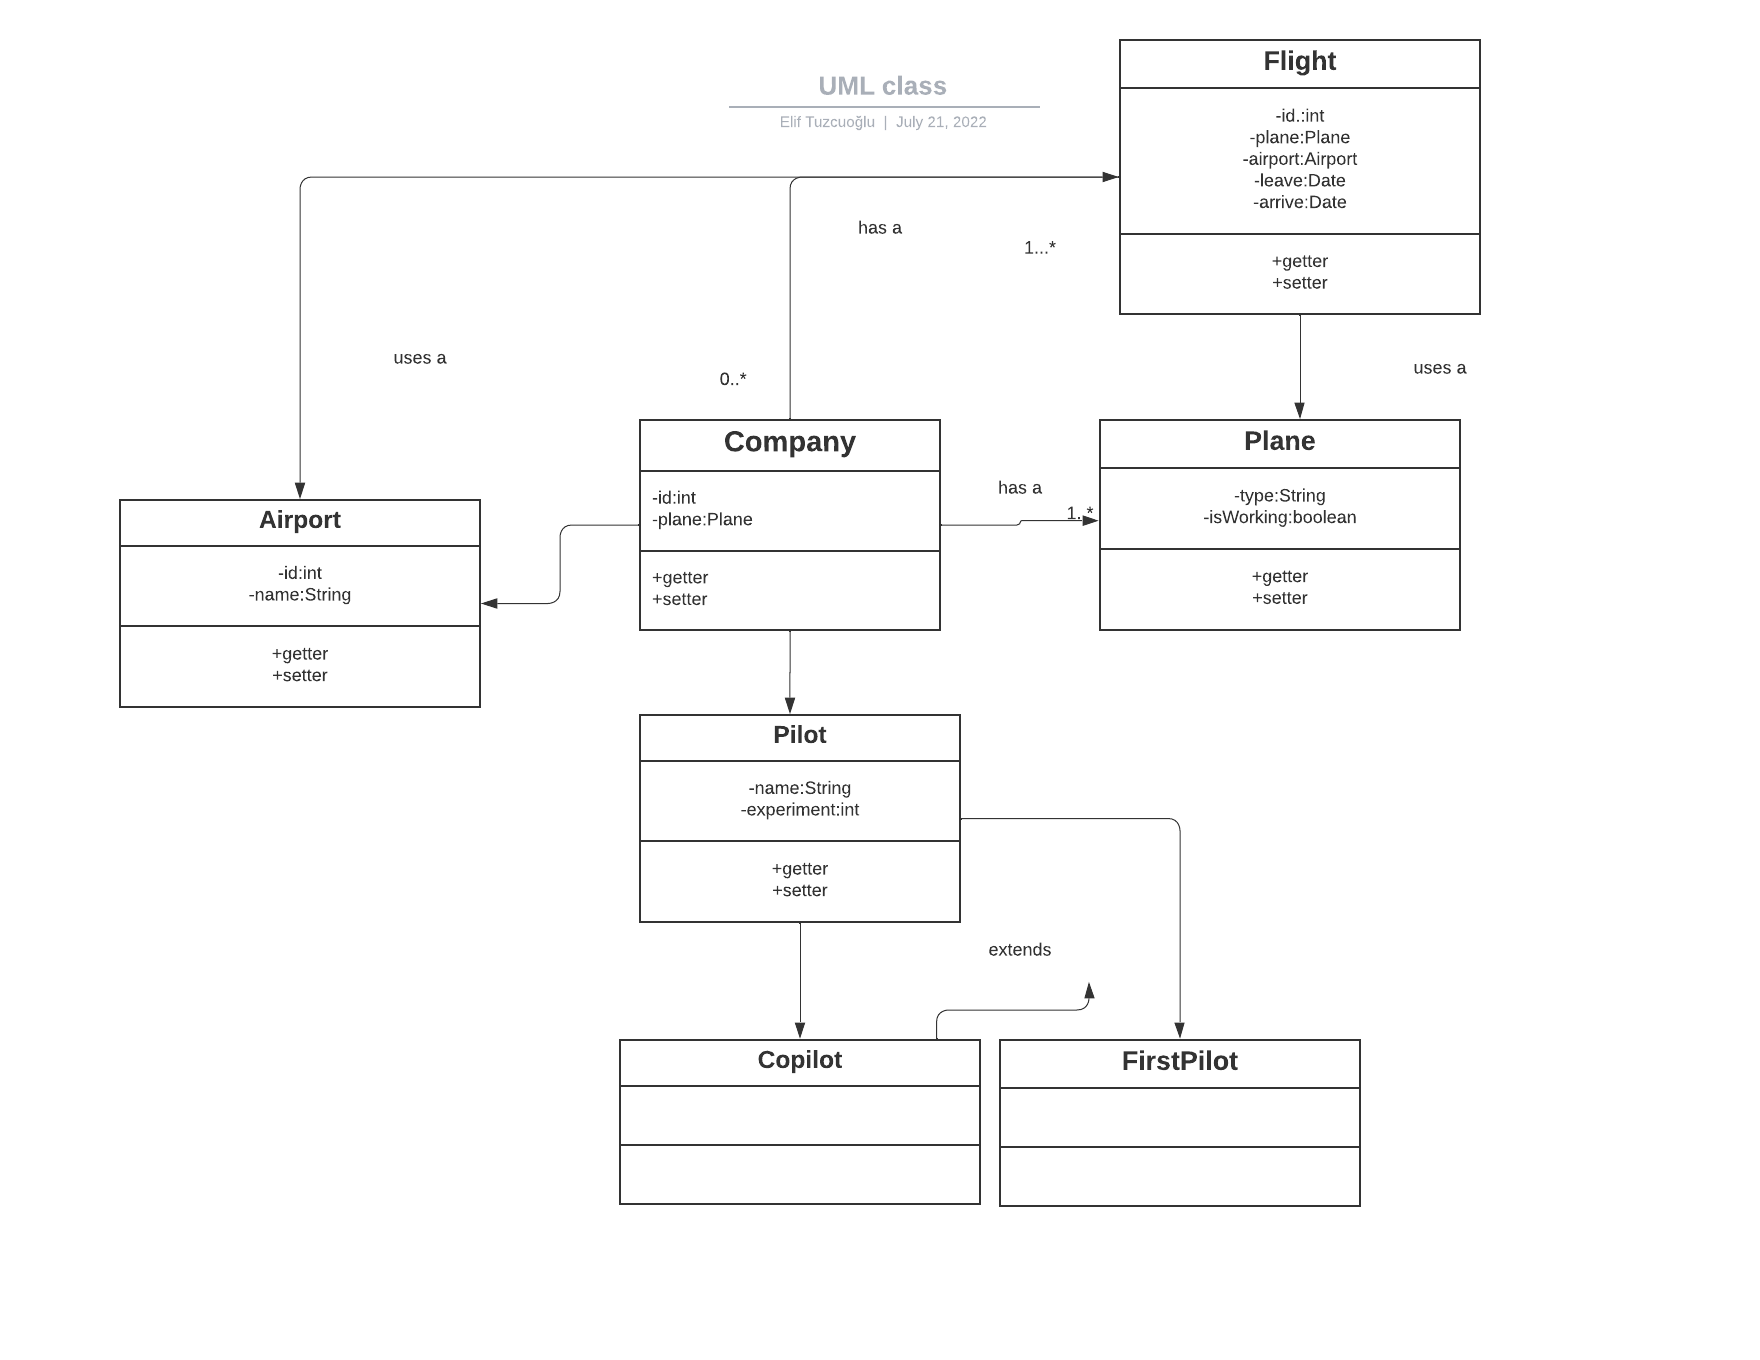 UML class
Elif Tuzcuoğlu | July 21, 2022
Flight
-id.:int
-plane:Plane
-airport:Airport
-leave:Date
-arrive:Date
+getter
+setter
has a
1...*
uses a
0..*
uses a
Company
-id:int
-plane:Plane
+getter
+setter
has a
1..*
Plane
-type:String
-isWorking:boolean
+getter
+setter
Airport
-id:int
-name:String
+getter
+setter
Pilot
-name:String
-experiment:int
+getter
+setter
extends
Copilot
FirstPilot